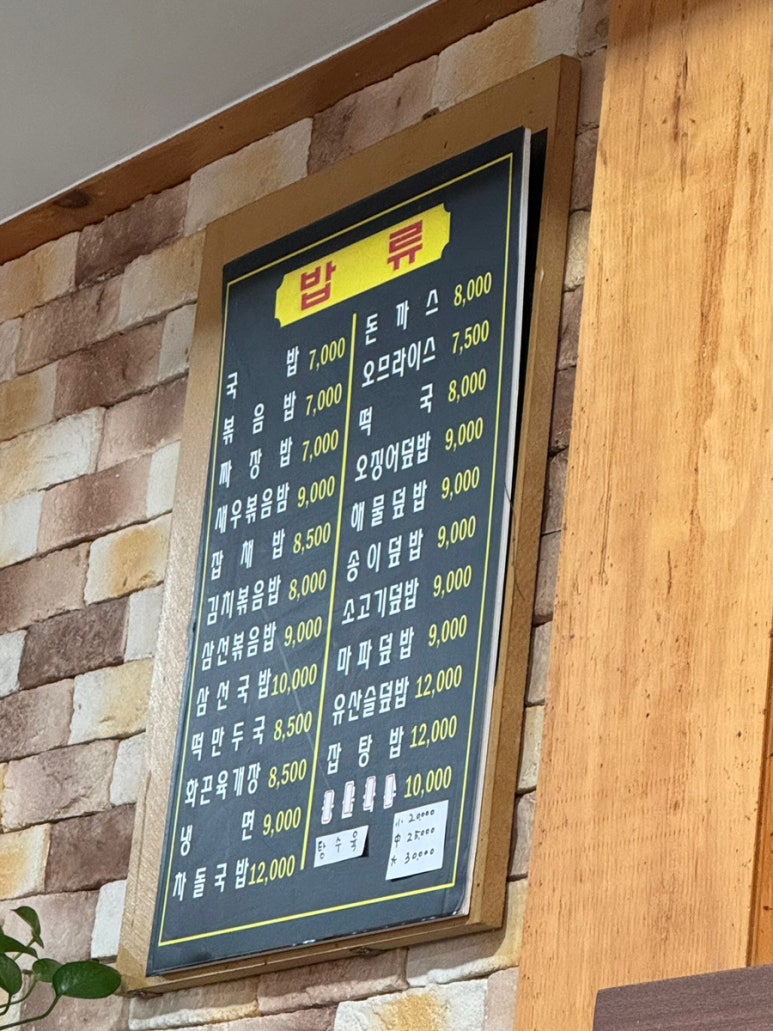 밥 류
국 밥 7,000
볶 음 밥 7,000
짜 장 밥 7,000
새우볶음밥 9,000
잡 채 밥 8,500
김치볶음밥 8,000
삼선볶음밥 9,000
삼 선 국 밥 10,000
떡 만 두 국 8,500
화끈육개장 8,500
냉 면 9,000
차 돌 국 밥 12,000
돈 까 스 8,000
오므라이스 7,500
떡 국 8,000
오징어덮밥 9,000
해 물 덮 밥 9,000
송 이 덮 밥 9,000
소고기덮밥 9,000
마 파 덮 밥 9,000
유산슬덮밥 12,000
잡 탕 밥 12,000
10,000
탕 수 육
小 20,000
中 25,000
大 30,000